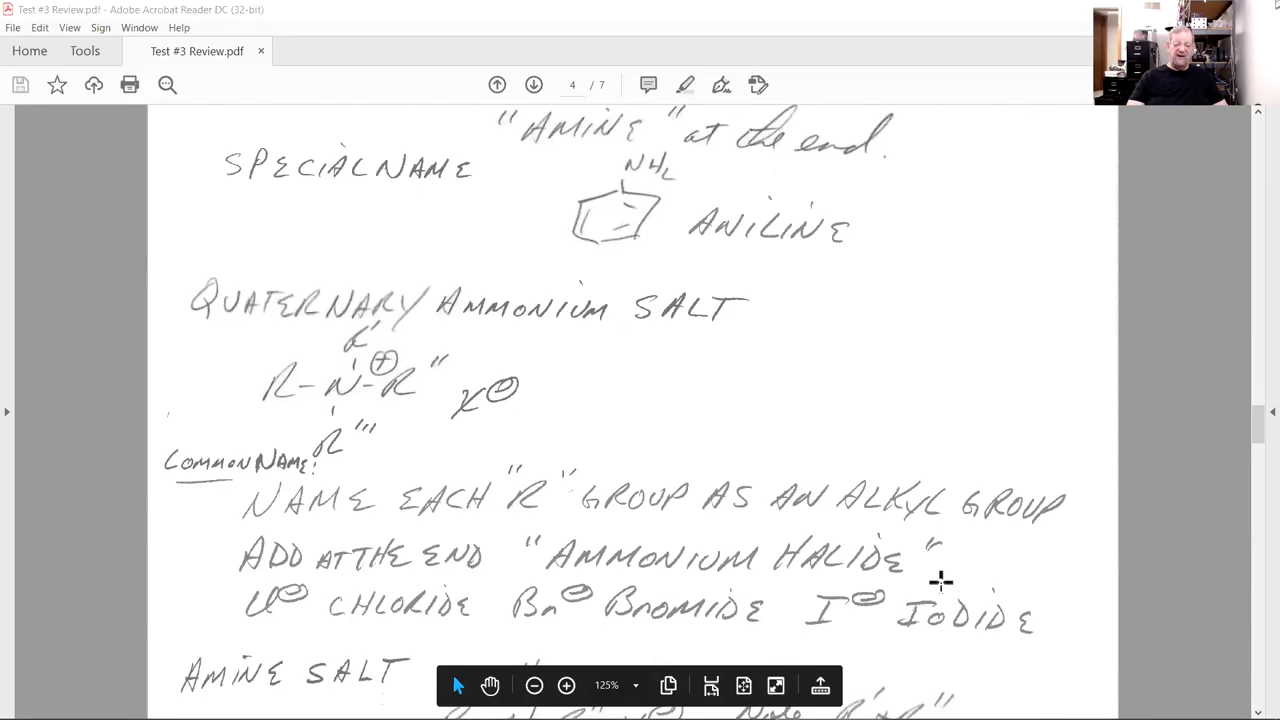 Test #3 Review.pdf - Adobe Acrobat Reader DC (32-bit)
File Edit View Sign Window Help
Home Tools Test #3 Review.pdf ×
4 / 7
"AMINE" at the end.
SPECIAL NAME
NH2
ANILINE
QUATERNARY AMMONIUM SALT
R'
R-N-R" X⊖
⊕
R'''
COMMON NAME:
NAME EACH "R" GROUP AS AN ALKYL GROUP
ADD AT THE END "AMMONIUM HALIDE"
Cl⊖ CHLORIDE Br⊖ BROMIDE I⊖ IODIDE
AMINE SALT
125%